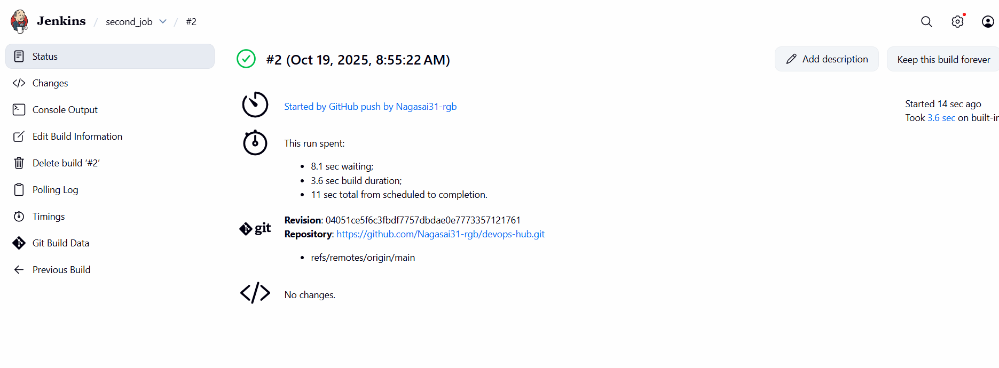 Jenkins / second_job / #2
Status
Changes
Console Output
Edit Build Information
Delete build ‘#2’
Polling Log
Timings
Git Build Data
Previous Build
#2 (Oct 19, 2025, 8:55:22 AM)
Add description
Keep this build forever
Started by GitHub push by Nagasai31-rgb
Started 14 sec ago
Took 3.6 sec on built-in
This run spent:
• 8.1 sec waiting;
• 3.6 sec build duration;
• 11 sec total from scheduled to completion.
git
Revision: 04051ce5f6c3fbdf7757dbdae0e7773357121761
Repository: https://github.com/Nagasai31-rgb/devops-hub.git
• refs/remotes/origin/main
No changes.